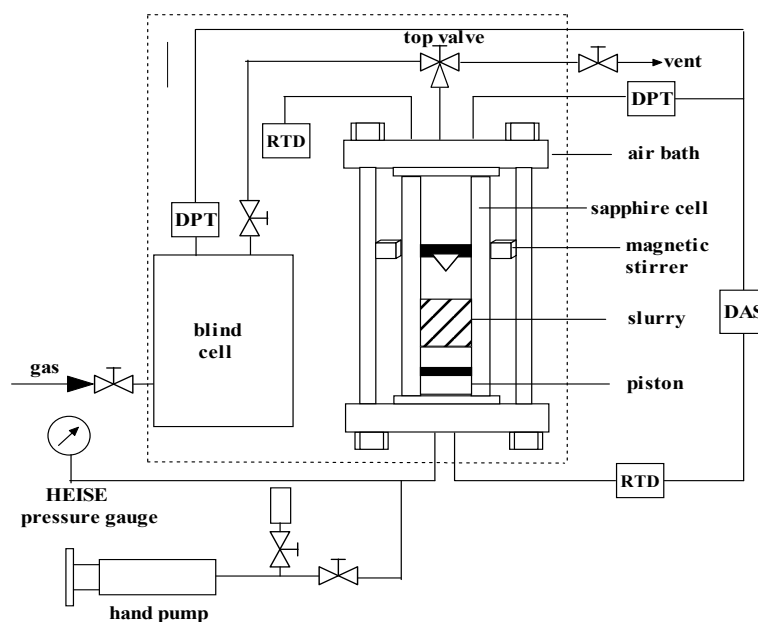 top valve
vent
DPT
RTD
air bath
sapphire cell
DPT
magnetic
stirrer
blind
cell
DAS
slurry
gas
piston
RTD
HEISE
pressure gauge
hand pump